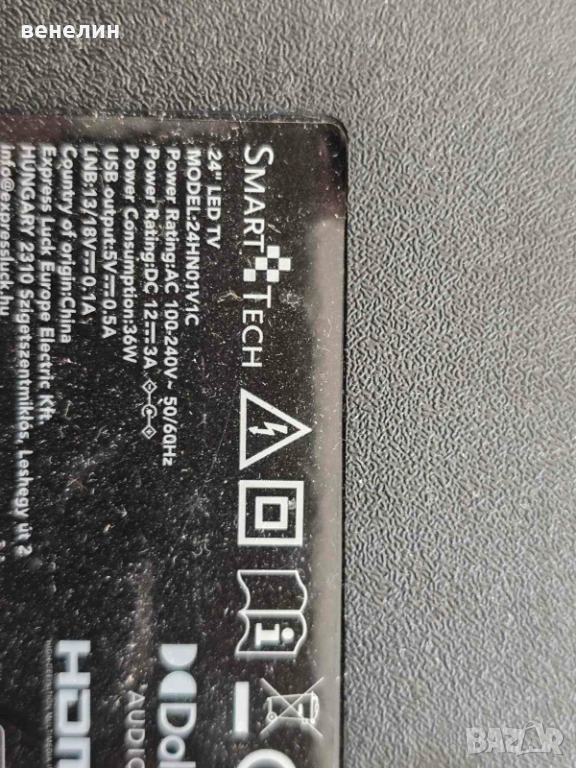 венелин
SMART TECH
24" LED TV
MODEL:24HN01V1C
Power Rating:AC 100-240V~ 50/60Hz
Power Rating:DC 12⎓3A
Power Consumption:36W
USB output:5V⎓0.5A
LNB:13/18V⎓0.1A
Country of origin:China
Express Luck Europe Electric Kft.
HUNGARY 2310 Szigetszentmiklós, Leshegy út 2
info@expressluck.hu
AUDIO
BAZAR